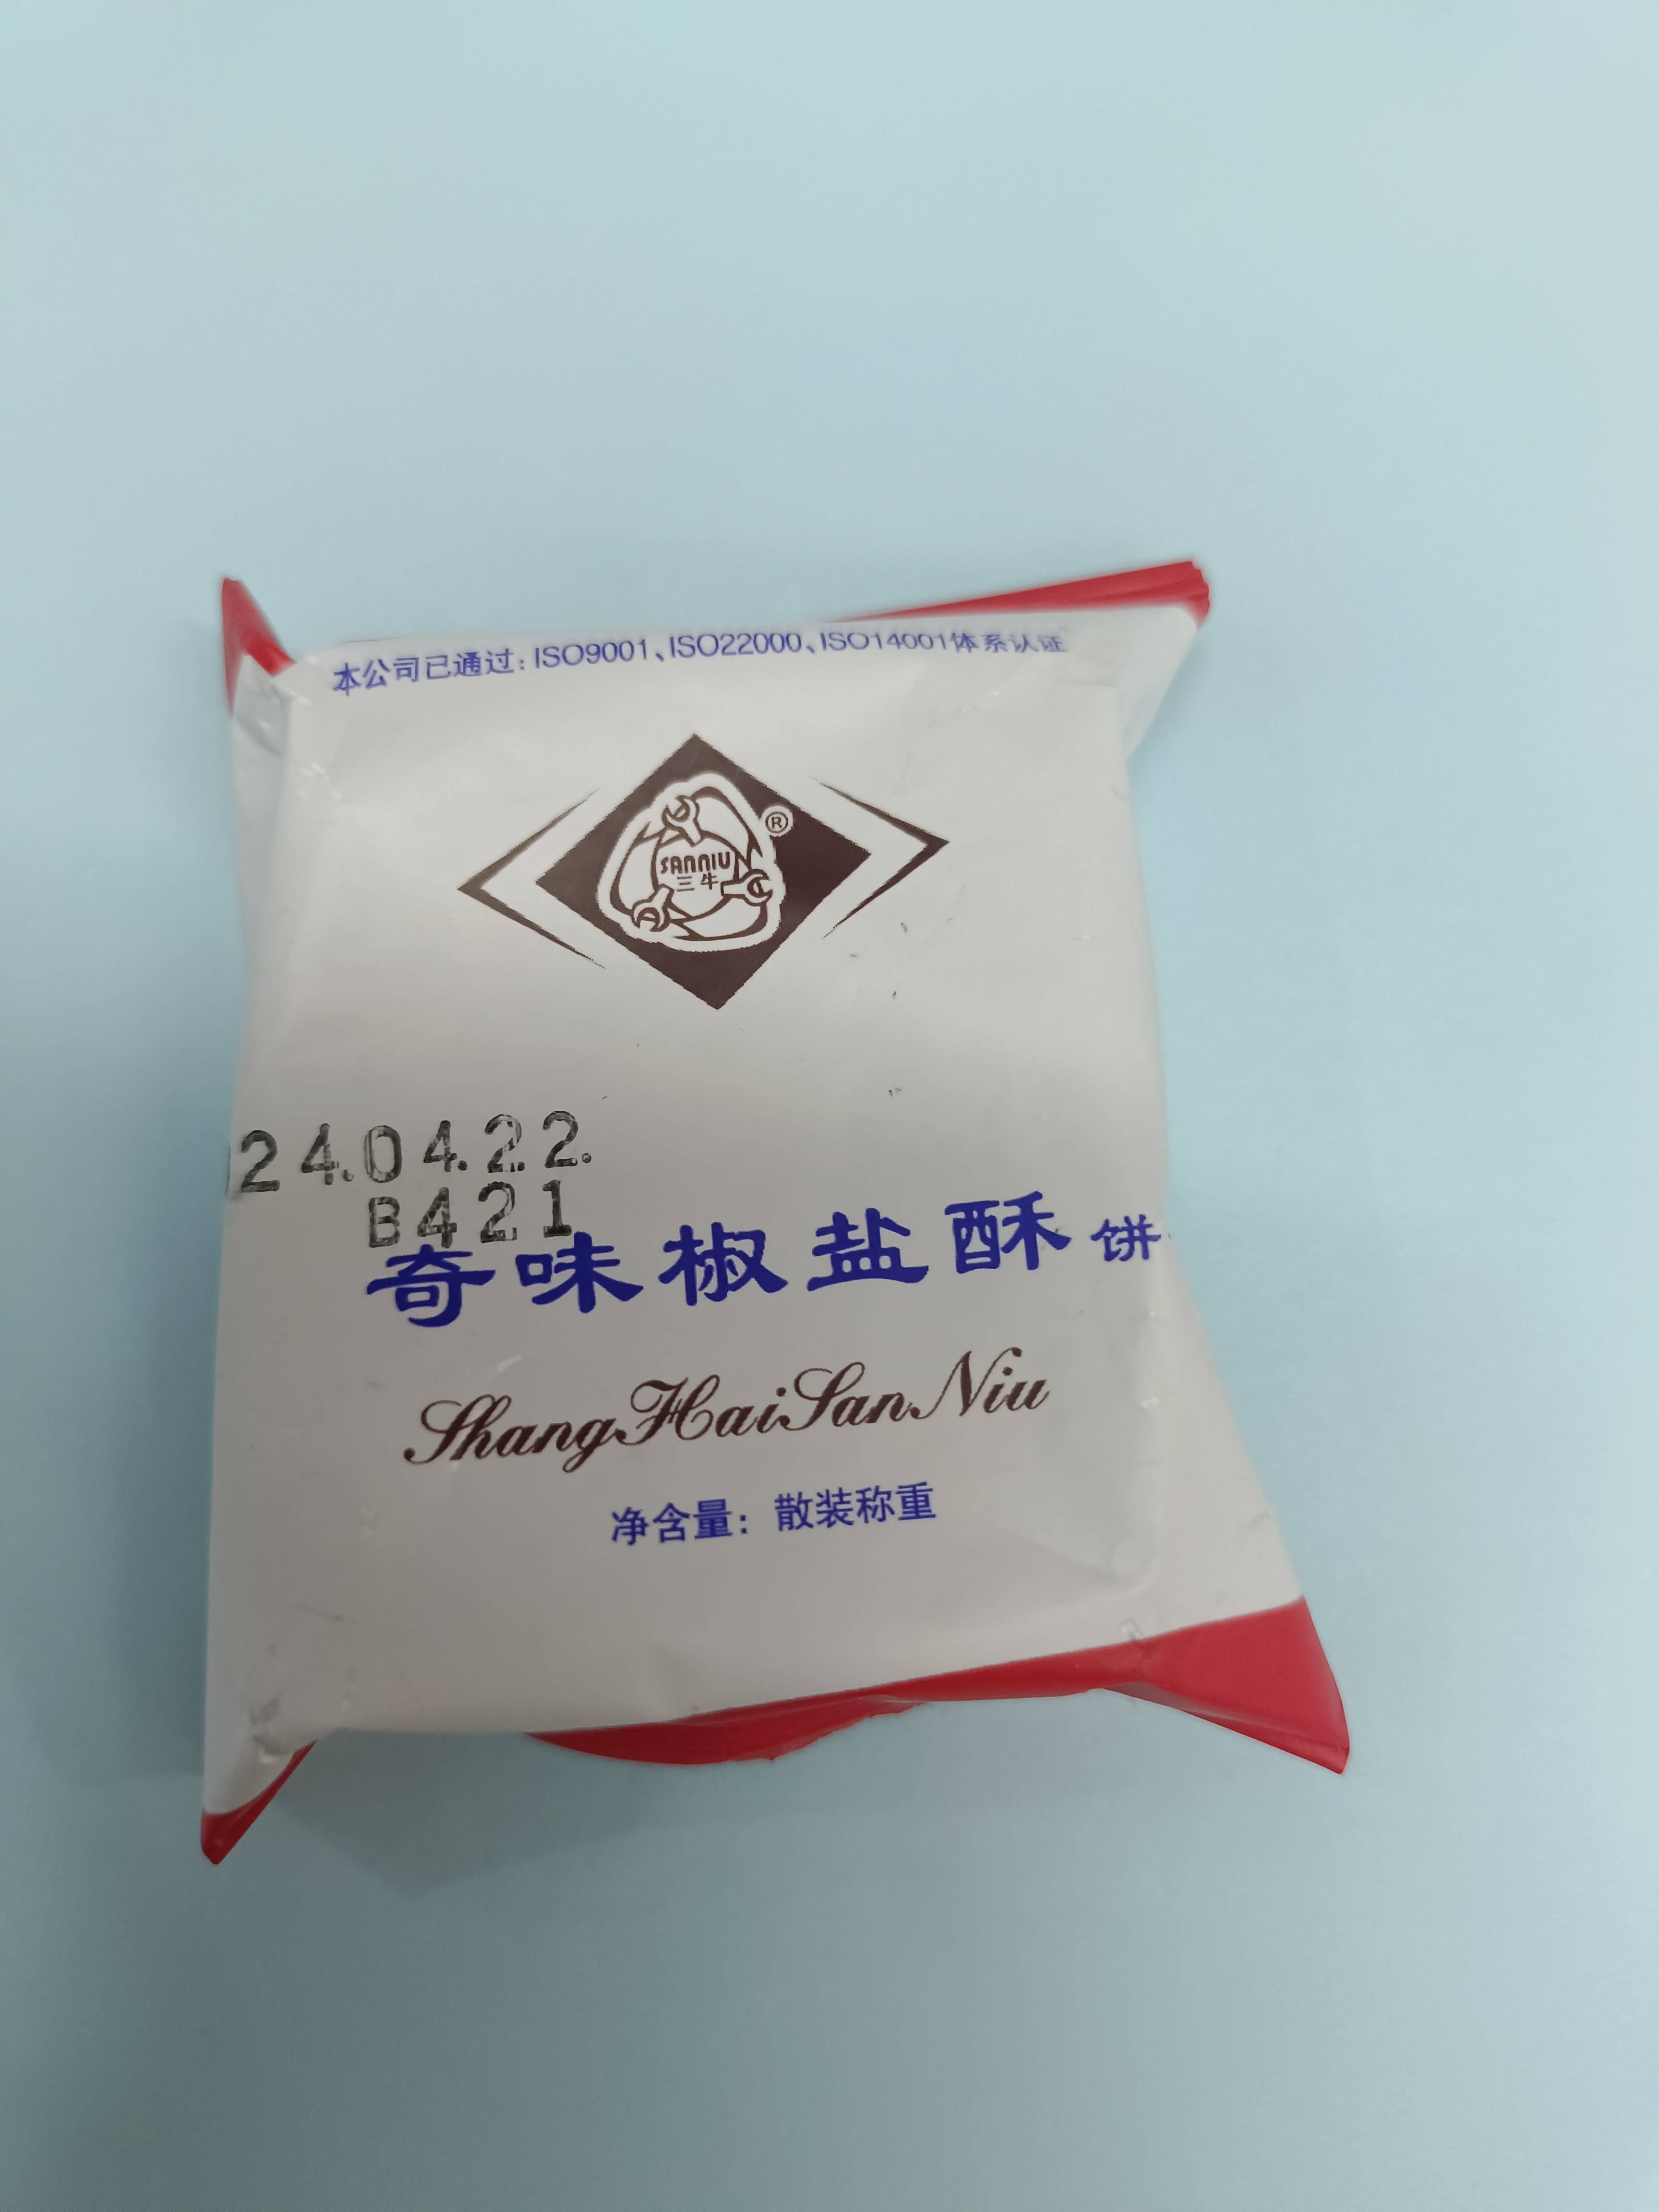 本公司已通过：ISO9001、ISO22000、ISO14001体系认证
®
SANNIU
三牛
24.04.22.
B421
奇味椒盐酥饼
ShangHaiSanNiu
净含量：散装称重